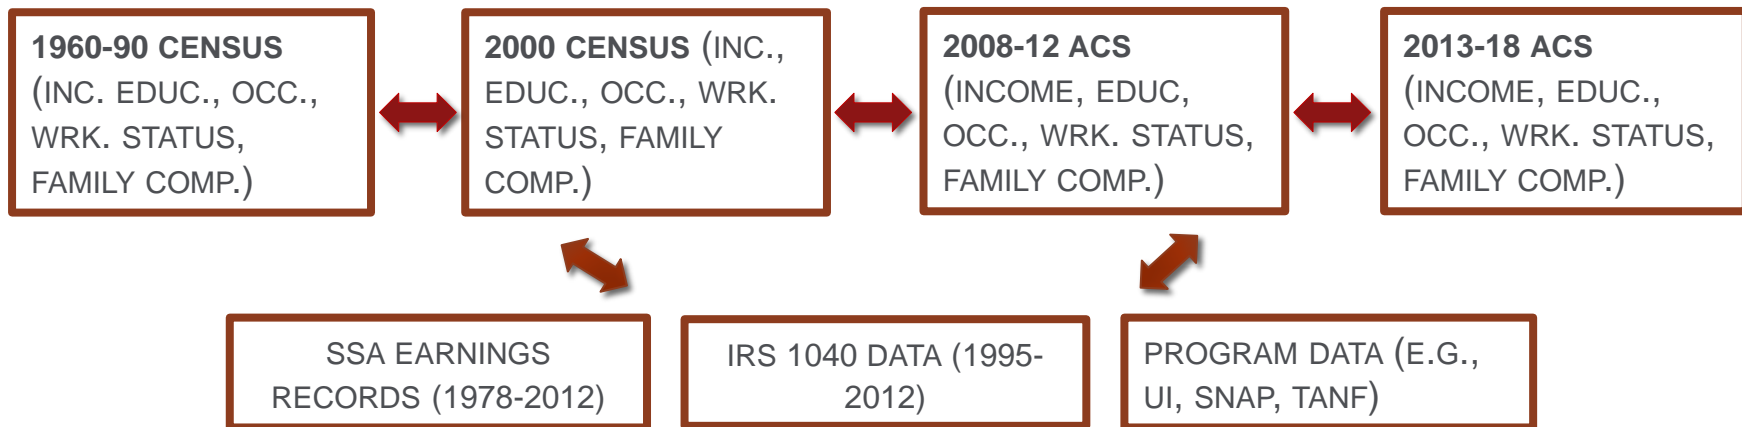 1960-90 CENSUS
(INC. EDUC., OCC.,
WRK. STATUS,
FAMILY COMP.)
2000 CENSUS (INC.,
EDUC., OCC., WRK.
STATUS, FAMILY
COMP.)
2008-12 ACS
(INCOME, EDUC,
OCC., WRK. STATUS,
FAMILY COMP.)
2013-18 ACS
(INCOME, EDUC.,
OCC., WRK. STATUS,
FAMILY COMP.)
SSA EARNINGS
RECORDS (1978-2012)
IRS 1040 DATA (1995-
2012)
PROGRAM DATA (E.G.,
UI, SNAP, TANF)